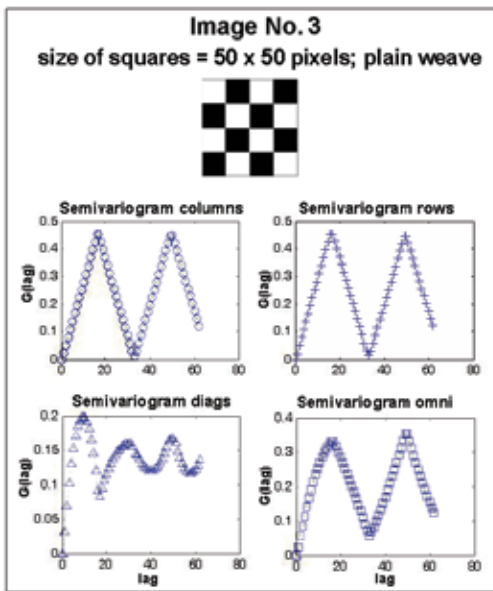 Image No. 3
size of squares = 50 x 50 pixels; plain weave
Semivariogram columns
Semivariogram rows
0.5
0.4
0.3
0.2
0.1
0
G(lag)
0 20 40 60 80
0.5
0.4
0.3
0.2
0.1
0
G(lag)
0 20 40 60 80
Semivariogram diags
Semivariogram omni
0.2
0.15
0.1
0.05
0
G(lag)
0 20 40 60 80
lag
0.4
0.3
0.2
0.1
0
G(lag)
0 20 40 60 80
lag